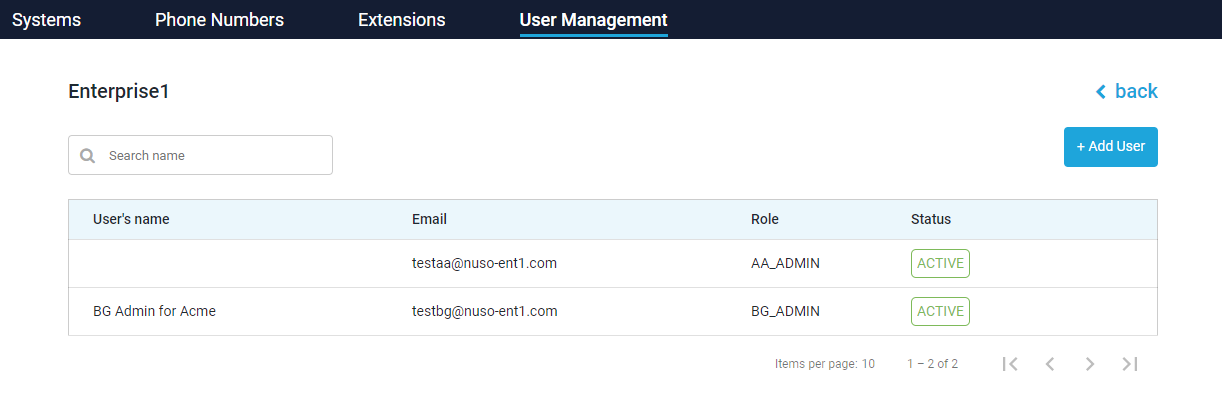 Systems Phone Numbers Extensions User Management
Enterprise1 back
Search name + Add User
User's name Email Role Status
testaa@nuso-ent1.com AA_ADMIN ACTIVE
BG Admin for Acme testbg@nuso-ent1.com BG_ADMIN ACTIVE
Items per page: 10 1 – 2 of 2